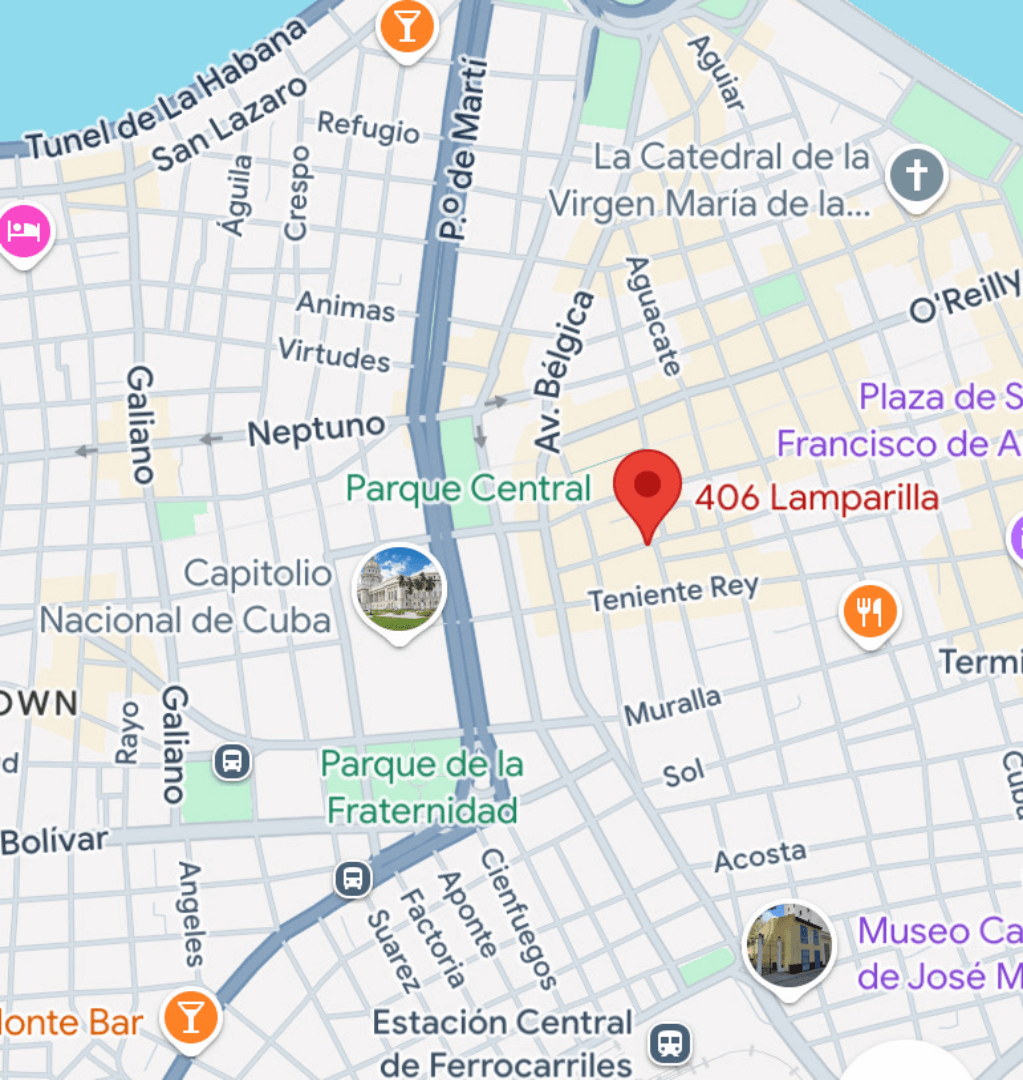 Tunel de La Habana
San Lazaro
Refugio
P.º de Martí
Aguiar
Águila
Crespo
La Catedral de la
Virgen María de la...
Animas
Virtudes
Aguacate
O'Reilly
Av. Bélgica
Galiano
Neptuno
Plaza de S
Francisco de A
Parque Central
406 Lamparilla
Capitolio
Nacional de Cuba
Teniente Rey
Termi
OWN
Rayo
Galiano
Muralla
Parque de la
Fraternidad
Sol
Cuba
rd
Bolívar
Acosta
Angeles
Cienfuegos
Aponte
Factoria
Suarez
Museo Ca
de José M
Monte Bar
Estación Central
de Ferrocarriles